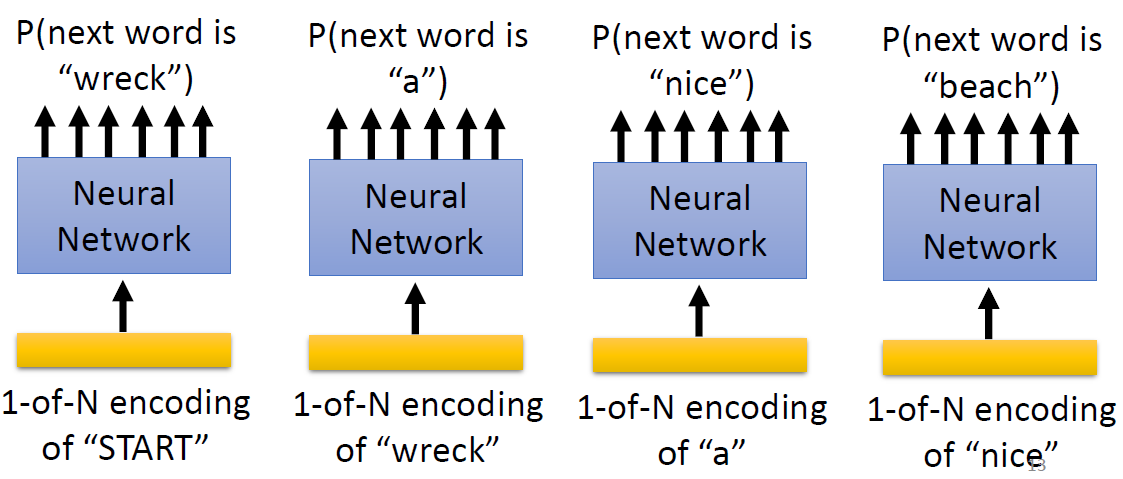 P(next word is
“wreck”)
P(next word is
“a”)
P(next word is
“nice”)
P(next word is
“beach”)
Neural
Network
Neural
Network
Neural
Network
Neural
Network
1-of-N encoding
of “START”
1-of-N encoding
of “wreck”
1-of-N encoding
of “a”
1-of-N encoding
of “nice”
13